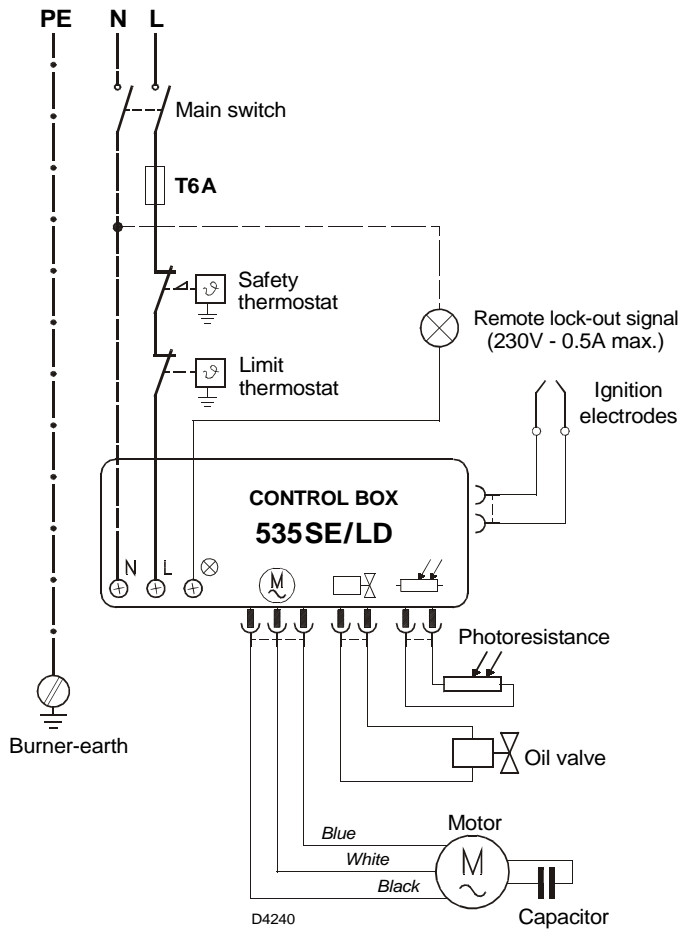 PE N L
Main switch
T6A
Safety
thermostat
Limit
thermostat
Remote lock-out signal
(230V - 0.5A max.)
Ignition
electrodes
CONTROL BOX
535SE/LD
N L
M
Photoresistance
Burner-earth
Oil valve
Motor
Blue
M
White
Black
D4240
Capacitor